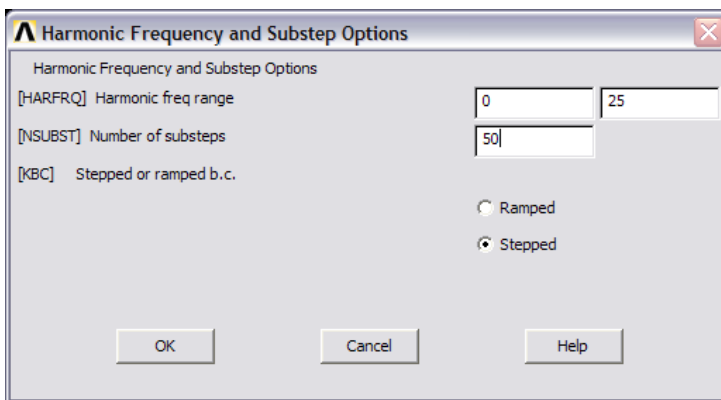 Harmonic Frequency and Substep Options
Harmonic Frequency and Substep Options
[HARFRQ] Harmonic freq range 0 25
[NSUBST] Number of substeps 50
[KBC] Stepped or ramped b.c.
Ramped
Stepped
OK Cancel Help